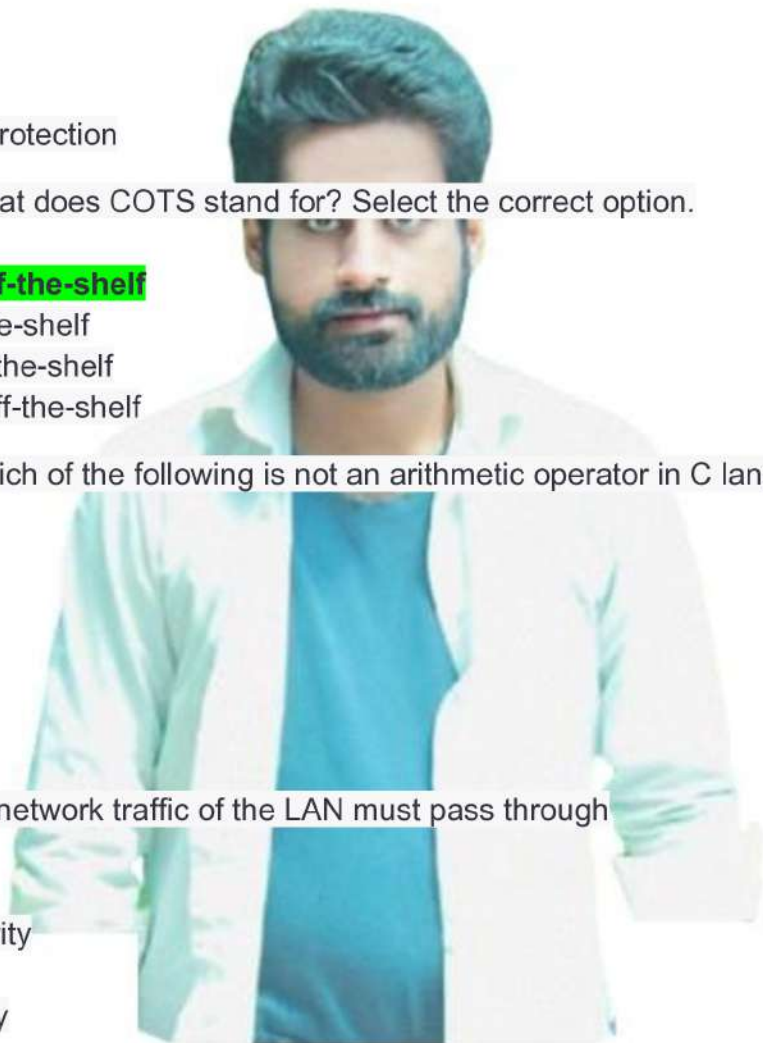 rotection
at does COTS stand for? Select the correct option.
f-the-shelf
e-shelf
the-shelf
ff-the-shelf
ich of the following is not an arithmetic operator in C lan
network traffic of the LAN must pass through
ity
y